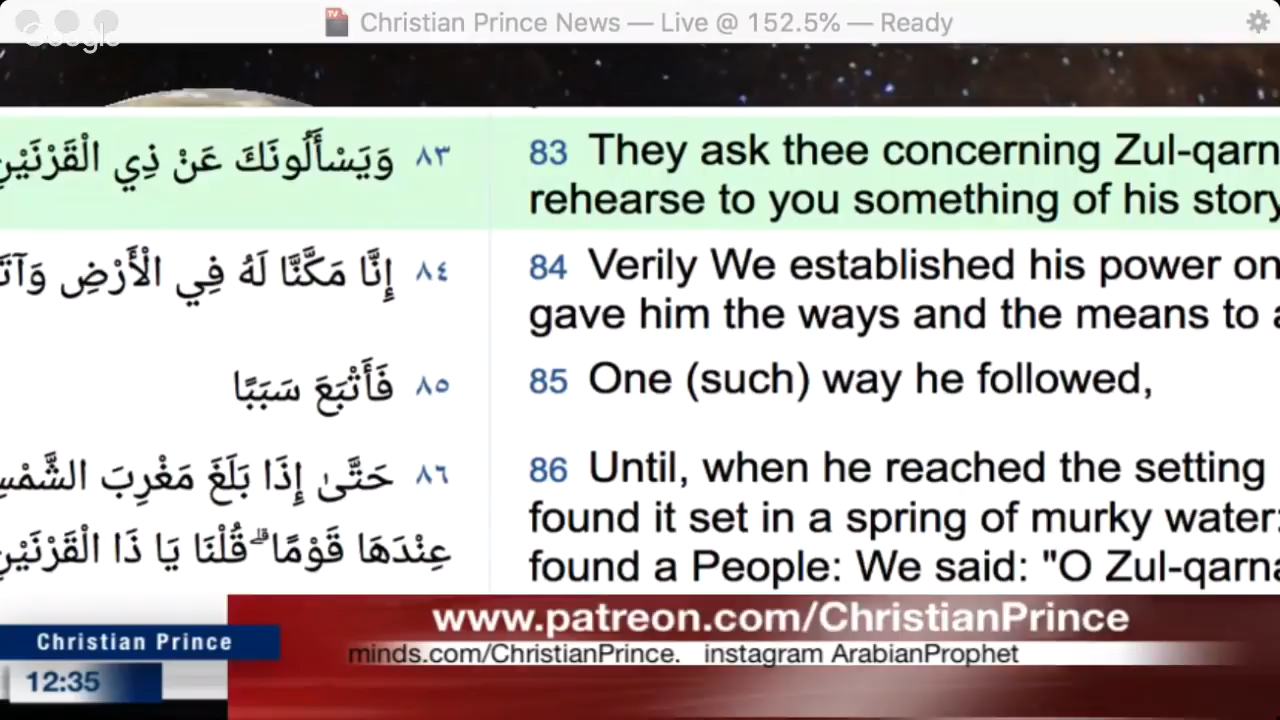 Christian Prince News — Live @ 152.5% — Ready
Google
وَيَسْأَلُونَكَ عَنْ ذِي الْقَرْنَيْنِ ٨٣
83 They ask thee concerning Zul-qarn
rehearse to you something of his story
إِنَّا مَكَّنَّا لَهُ فِي الْأَرْضِ ٨٤
84 Verily We established his power on
gave him the ways and the means to a
فَأَتْبَعَ سَبَبًا ٨٥
85 One (such) way he followed,
حَتَّىٰ إِذَا بَلَغَ مَغْرِبَ الشَّمْسِ ٨٦
عِنْدَهَا قَوْمًا ۗ قُلْنَا يَا ذَا الْقَرْنَيْنِ
86 Until, when he reached the setting
found it set in a spring of murky water:
found a People: We said: "O Zul-qarna
www.patreon.com/ChristianPrince
Christian Prince
minds.com/ChristianPrince. instagram ArabianProphet
12:35